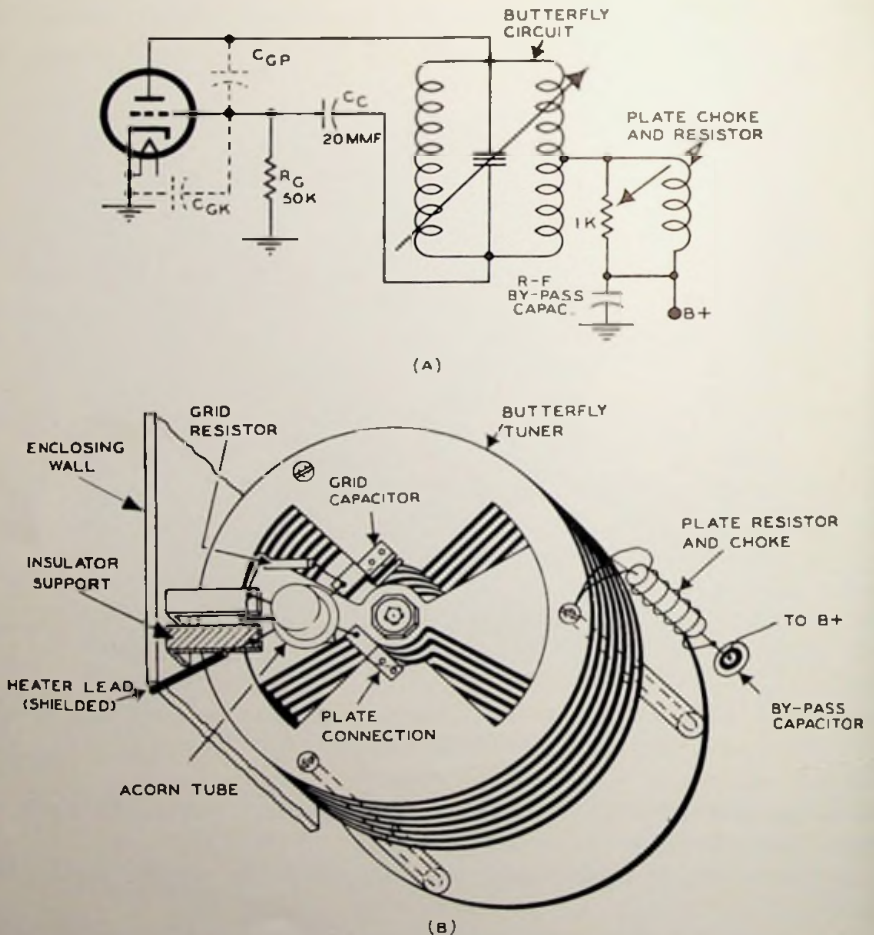 BUTTERFLY
CIRCUIT
CGP
CC
20 MMF
RG
50K
CGK
PLATE CHOKE
AND RESISTOR
1K
R-F
BY-PASS
CAPAC.
B+
(A)
GRID
RESISTOR
ENCLOSING
WALL
GRID
CAPACITOR
BUTTERFLY
TUNER
INSULATOR
SUPPORT
PLATE RESISTOR
AND CHOKE
TO B+
HEATER LEAD
(SHIELDED)
PLATE
CONNECTION
BY-PASS
CAPACITOR
ACORN TUBE
(B)